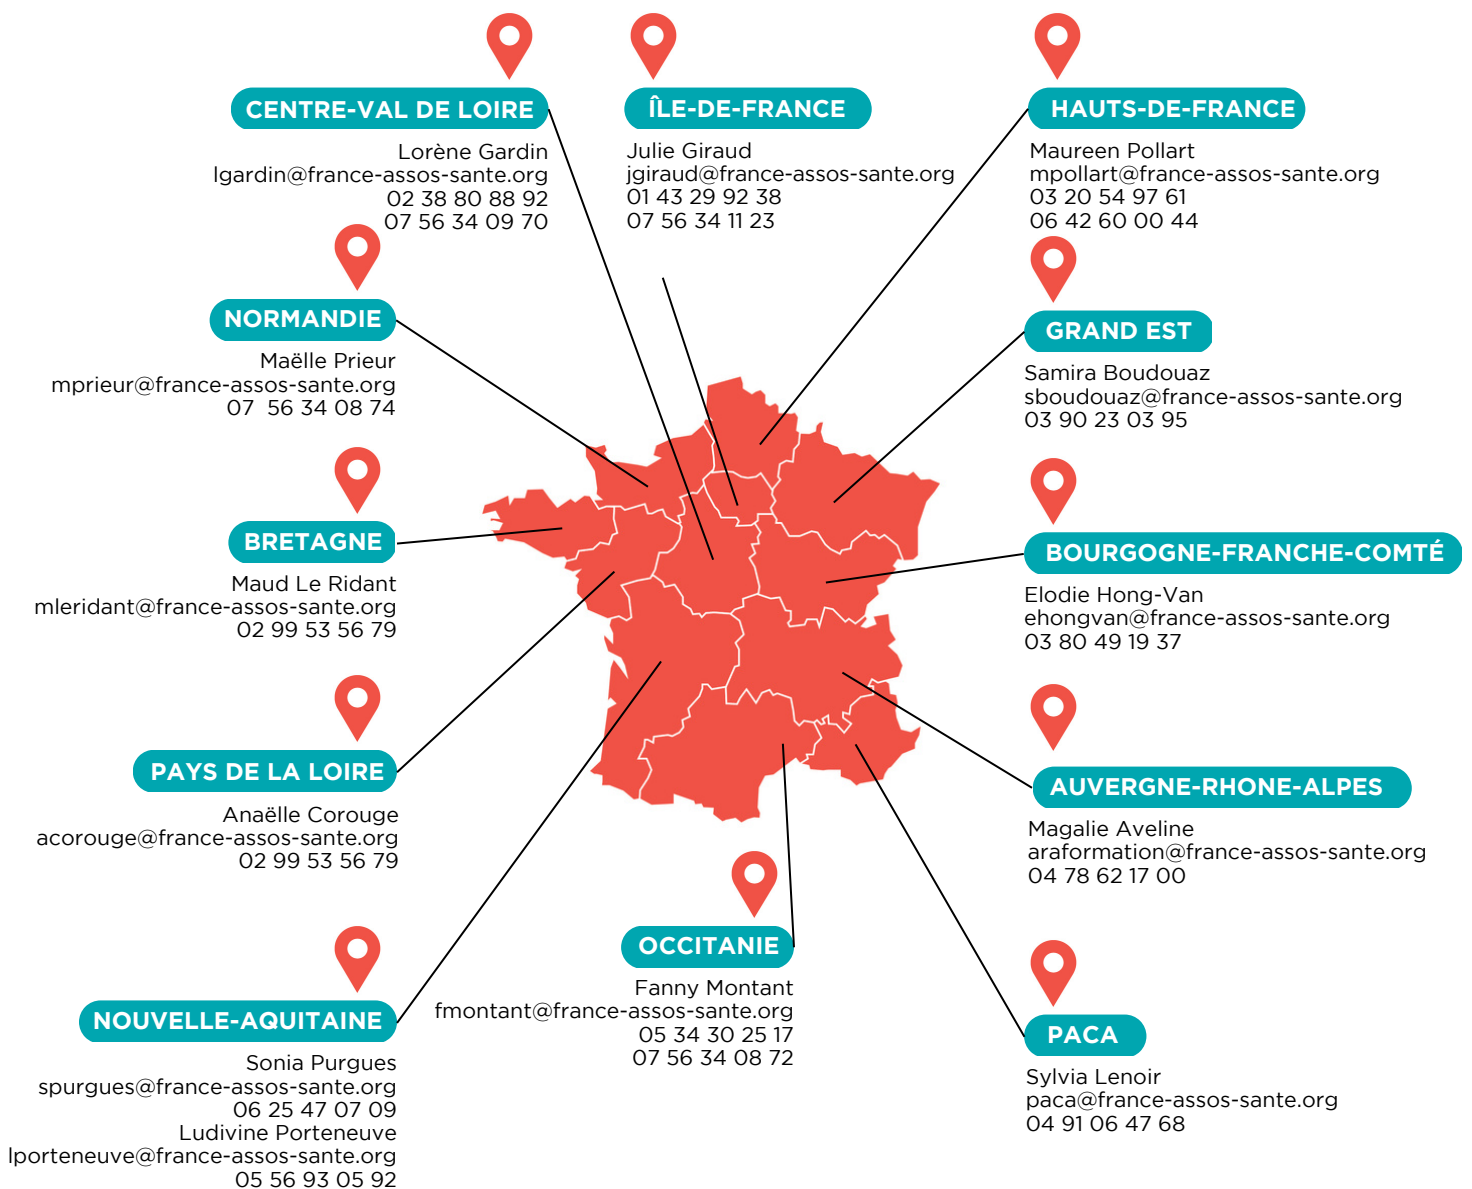 CENTRE-VAL DE LOIRE
Lorène Gardin
lgardin@france-assos-sante.org
02 38 80 88 92
07 56 34 09 70
ÎLE-DE-FRANCE
Julie Giraud
jgiraud@france-assos-sante.org
01 43 29 92 38
07 56 34 11 23
HAUTS-DE-FRANCE
Maureen Pollart
mpollart@france-assos-sante.org
03 20 54 97 61
06 42 60 00 44
NORMANDIE
Maëlle Prieur
mprieur@france-assos-sante.org
07  56 34 08 74
GRAND EST
Samira Boudouaz
sboudouaz@france-assos-sante.org
03 90 23 03 95
BRETAGNE
Maud Le Ridant
mleridant@france-assos-sante.org
02 99 53 56 79
BOURGOGNE-FRANCHE-COMTÉ
Elodie Hong-Van
ehongvan@france-assos-sante.org
03 80 49 19 37
PAYS DE LA LOIRE
Anaëlle Corouge
acorouge@france-assos-sante.org
02 99 53 56 79
AUVERGNE-RHONE-ALPES
Magalie Aveline
araformation@france-assos-sante.org
04 78 62 17 00
NOUVELLE-AQUITAINE
Sonia Purgues
spurgues@france-assos-sante.org
06 25 47 07 09
Ludivine Porteneuve
lporteneuve@france-assos-sante.org
05 56 93 05 92
OCCITANIE
Fanny Montant
fmontant@france-assos-sante.org
05 34 30 25 17
07 56 34 08 72
PACA
Sylvia Lenoir
paca@france-assos-sante.org
04 91 06 47 68